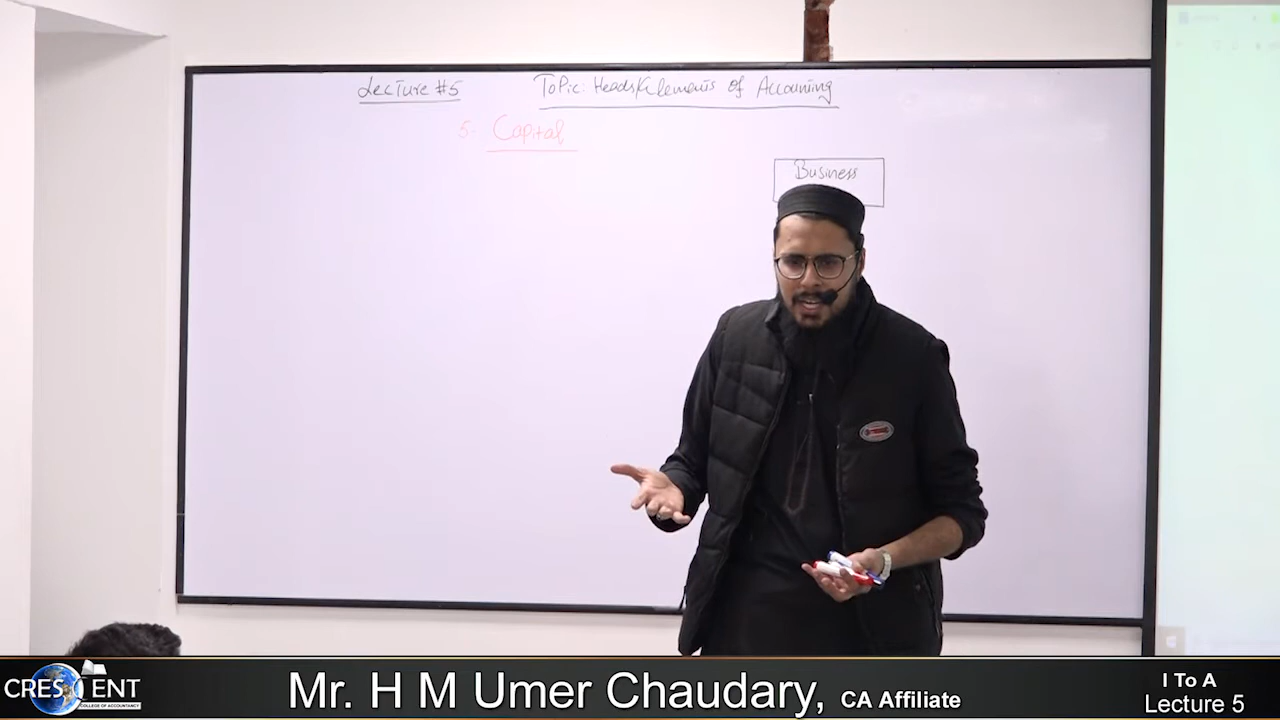 Lecture #5 Topic: Heads/Elements of Accounting
5- Capital
Business
CRESCENT
COLLEGE OF ACCOUNTANCY
Mr. H M Umer Chaudary, CA Affiliate
I To A
Lecture 5